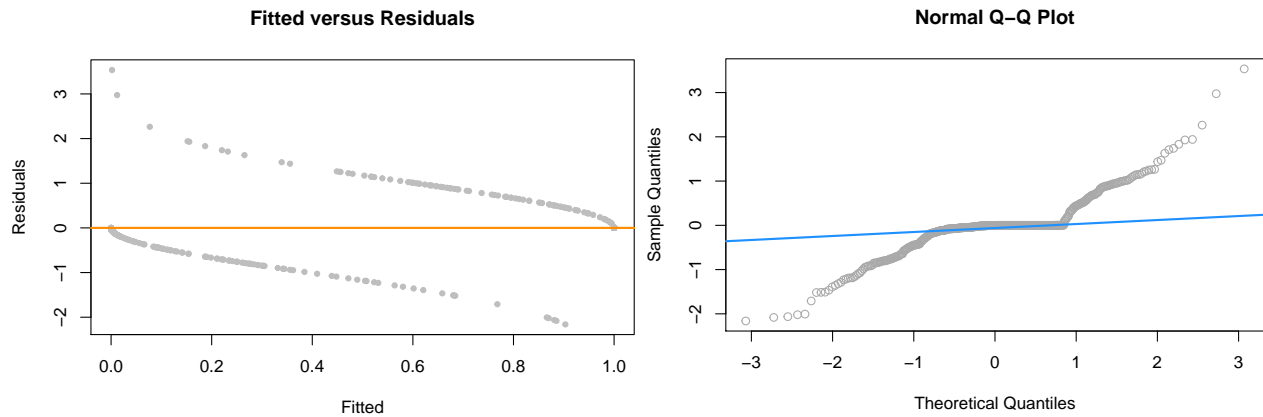 Fitted versus Residuals
Residuals
3
2
1
0
−1
−2
0.0 0.2 0.4 0.6 0.8 1.0
Fitted
Normal Q−Q Plot
Sample Quantiles
3
2
1
0
−1
−2
−3 −2 −1 0 1 2 3
Theoretical Quantiles